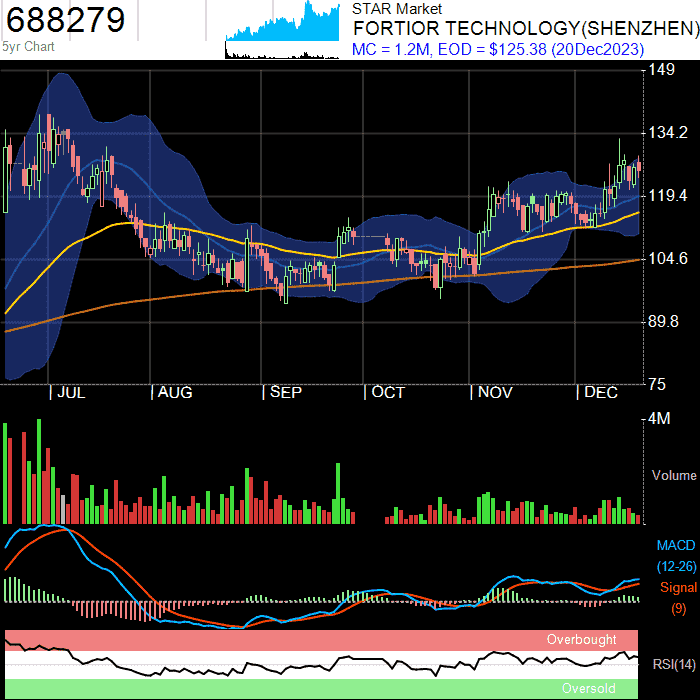 688279
5yr Chart
STAR Market
FORTIOR TECHNOLOGY(SHENZHEN)
MC = 1.2M, EOD = $125.38 (20Dec2023)
149
134.2
119.4
104.6
89.8
75
JUL AUG SEP OCT NOV DEC
4M
Volume
MACD
(12-26)
Signal
(9)
Overbought
RSI(14)
Oversold